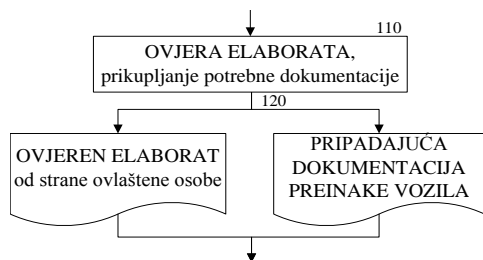 110
OVJERA ELABORATA,
prikupljanje potrebne dokumentacije
120
OVJEREN ELABORAT
od strane ovlaštene osobe
PRIPADAJUĆA
DOKUMENTACIJA
PREINAKE VOZILA